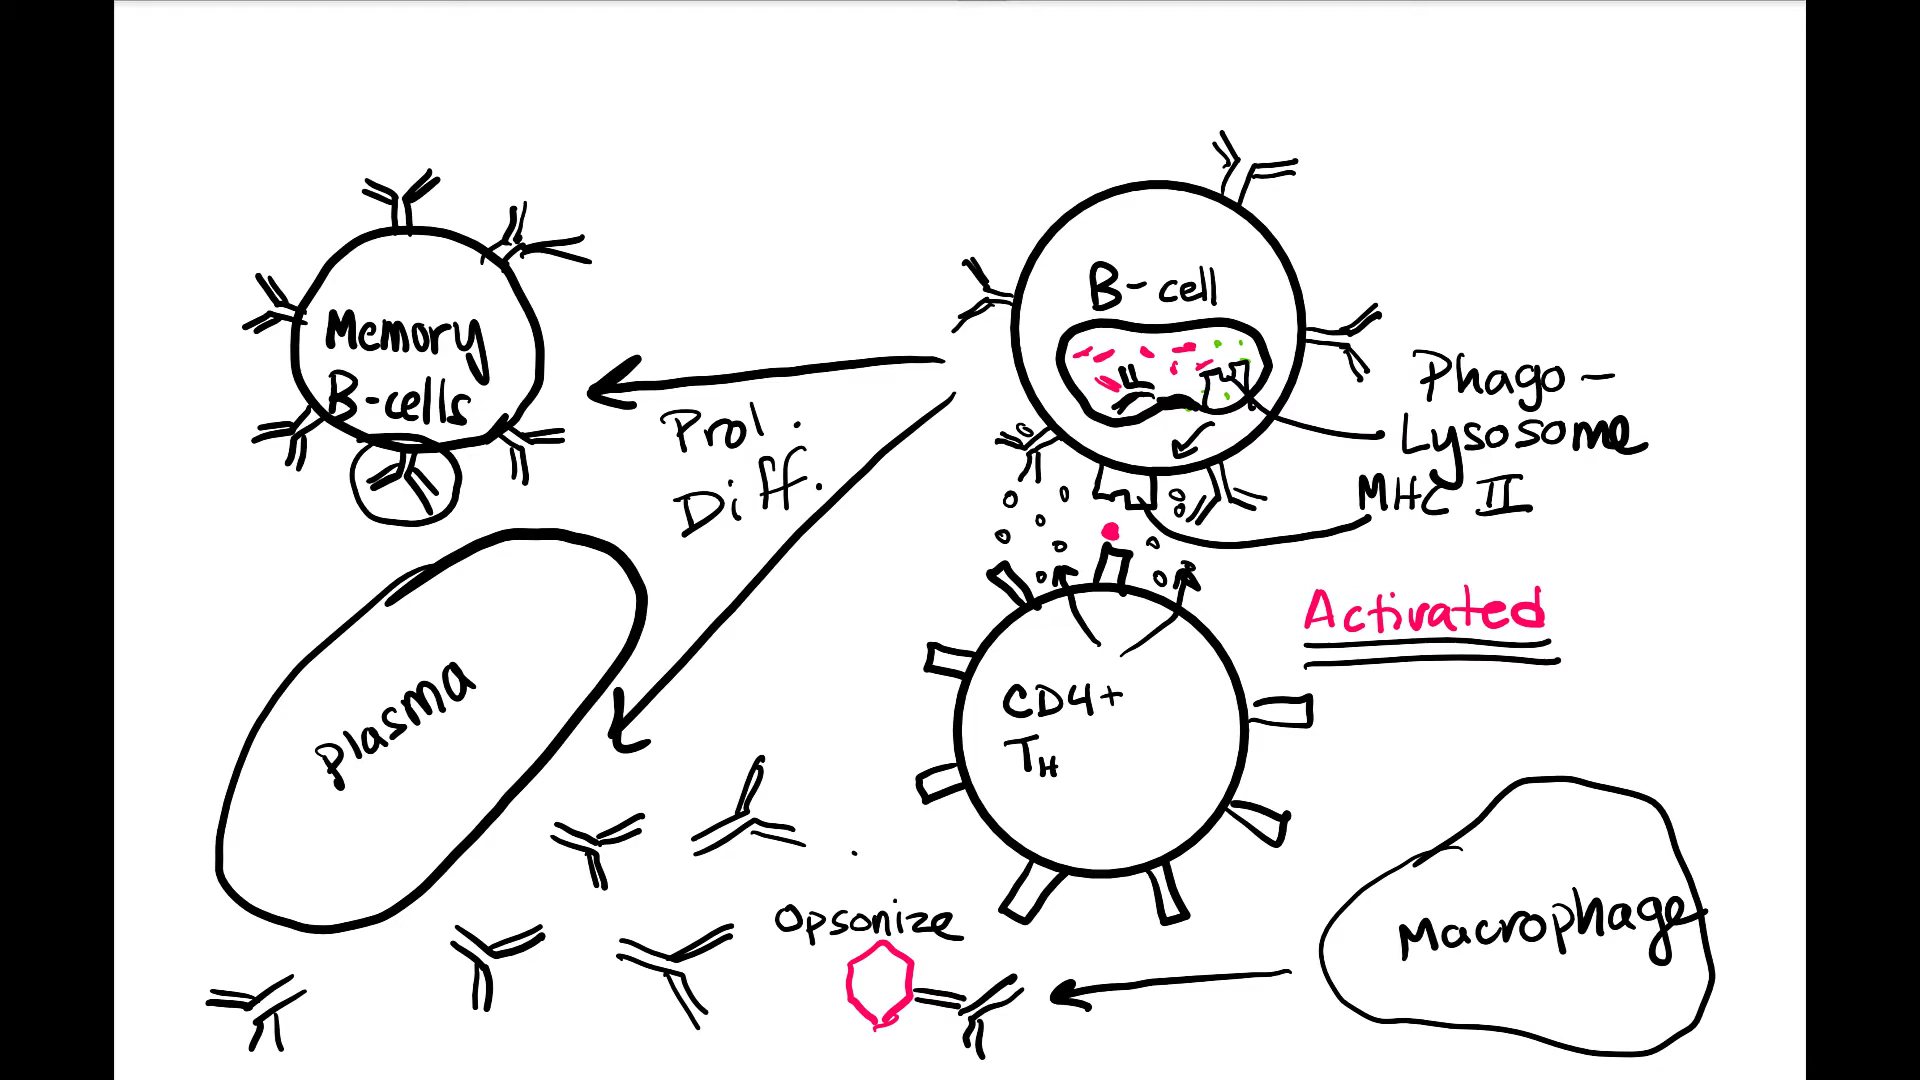 B-cell
Memory
B-cells
Prol.
Diff.
Phago-
Lysosome
MHC II
Activated
Plasma
CD4+
TH
Opsonize
Macrophage